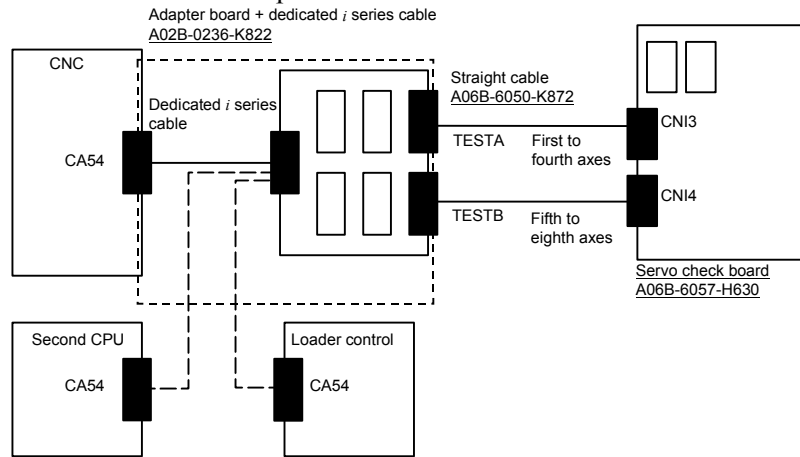 Adapter board + dedicated i series cable
A02B-0236-K822
CNC
Dedicated i series
cable
CA54
Straight cable
A06B-6050-K872
TESTA
First to
fourth axes
CNI3
TESTB
Fifth to
eighth axes
CNI4
Servo check board
A06B-6057-H630
Second CPU
CA54
Loader control
CA54